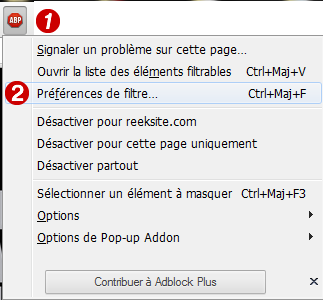 ABP 1
Signaler un problème sur cette page...
Ouvrir la liste des éléments filtrables Ctrl+Maj+V
2 Préférences de filtre... Ctrl+Maj+F
Désactiver pour reeksite.com
Désactiver pour cette page uniquement
Désactiver partout
Sélectionner un élément à masquer Ctrl+Maj+F3
Options
Options de Pop-up Addon
Contribuer à Adblock Plus